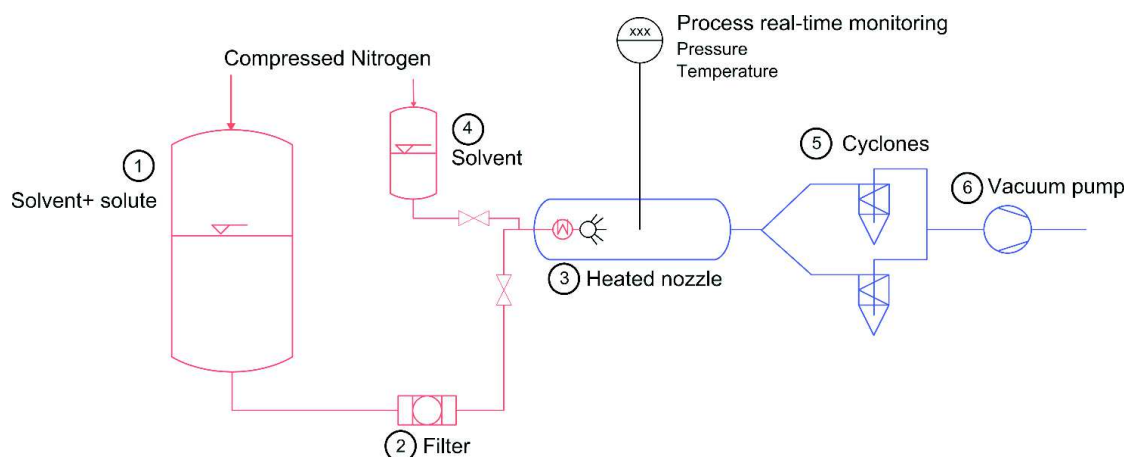 xxx
Process real-time monitoring
Pressure
Temperature
Compressed Nitrogen
1
Solvent+ solute
4
Solvent
5 Cyclones
6 Vacuum pump
3 Heated nozzle
2 Filter